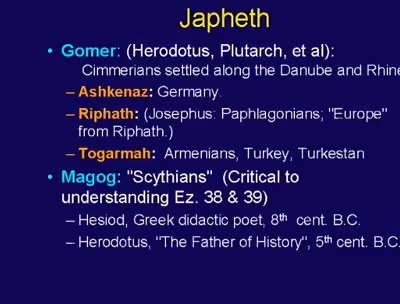 Japheth
• Gomer: (Herodotus, Plutarch, et al):
Cimmerians settled along the Danube and Rhine
– Ashkenaz: Germany.
– Riphath: (Josephus: Paphlagonians; "Europe"
from Riphath.)
– Togarmah: Armenians, Turkey, Turkestan
• Magog: "Scythians" (Critical to
understanding Ez. 38 & 39)
– Hesiod, Greek didactic poet, 8th cent. B.C.
– Herodotus, "The Father of History", 5th cent. B.C.